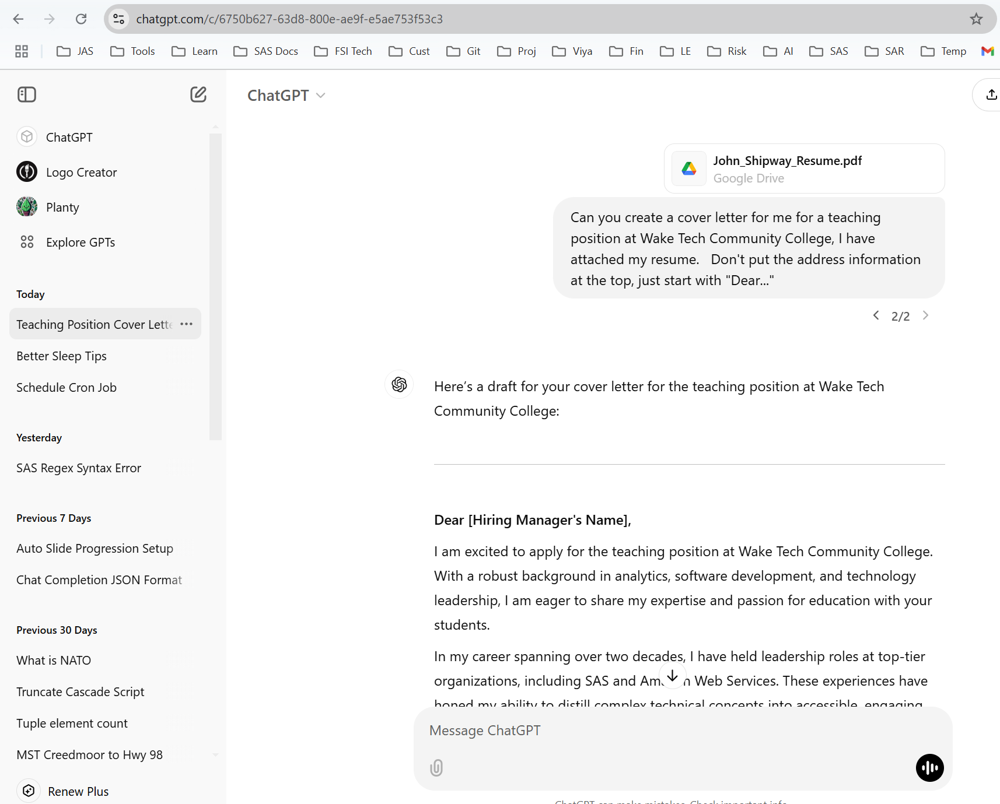 chatgpt.com/c/6750b627-63d8-800e-ae9f-e5ae753f53c3
JAS Tools Learn SAS Docs FSI Tech Cust Git Proj Viya Fin LE Risk AI SAS SAR Temp
ChatGPT
Logo Creator
Planty
Explore GPTs
Today
Teaching Position Cover Lette
Better Sleep Tips
Schedule Cron Job
Yesterday
SAS Regex Syntax Error
Previous 7 Days
Auto Slide Progression Setup
Chat Completion JSON Format
Previous 30 Days
What is NATO
Truncate Cascade Script
Tuple element count
MST Creedmoor to Hwy 98
Renew Plus
ChatGPT
John_Shipway_Resume.pdf
Google Drive
Can you create a cover letter for me for a teaching
position at Wake Tech Community College, I have
attached my resume.   Don't put the address information
at the top, just start with "Dear..."
2/2
Here’s a draft for your cover letter for the teaching position at Wake Tech
Community College:
Dear [Hiring Manager's Name],
I am excited to apply for the teaching position at Wake Tech Community College.
With a robust background in analytics, software development, and technology
leadership, I am eager to share my expertise and passion for education with your
students.
In my career spanning over two decades, I have held leadership roles at top-tier
organizations, including SAS and Amazon Web Services. These experiences have
honed my ability to distill complex technical concepts into accessible, engaging
Message ChatGPT
ChatGPT can make mistakes. Check important info.